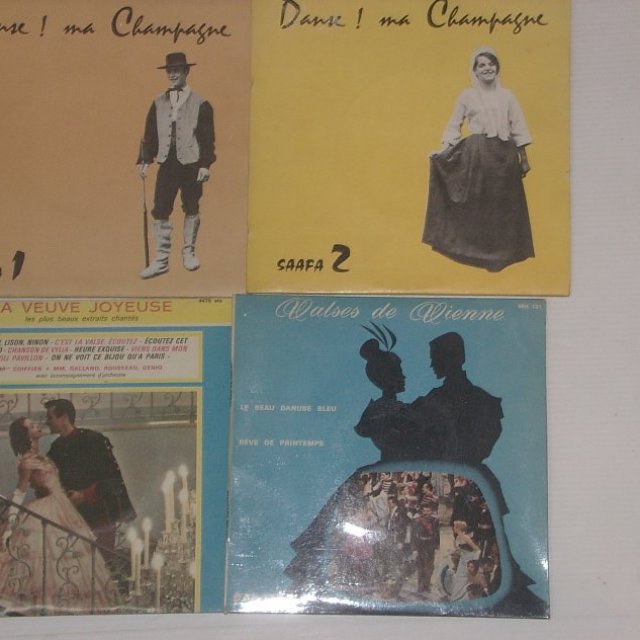 nse! ma Champagne
1
Danse! ma Champagne
SAAFA 2
A VEUVE JOYEUSE
les plus beaux extraits chantés
LISON, NINON - C'EST LA VALSE, ÉCOUTEZ - ÉCOUTEZ CET
CHANSON DE VILIA - HEURE EXQUISE - VIENS DANS MON
OLI PAVILLON - ON NE VOIT CE BIJOU QU'A PARIS -
COIFFIER & MM. GALLAND, ROUSSEAU, GENIO
avec accompagnement d'orchestre
Valses de Vienne
LE BEAU DANUBE BLEU
RÊVE DE PRINTEMPS